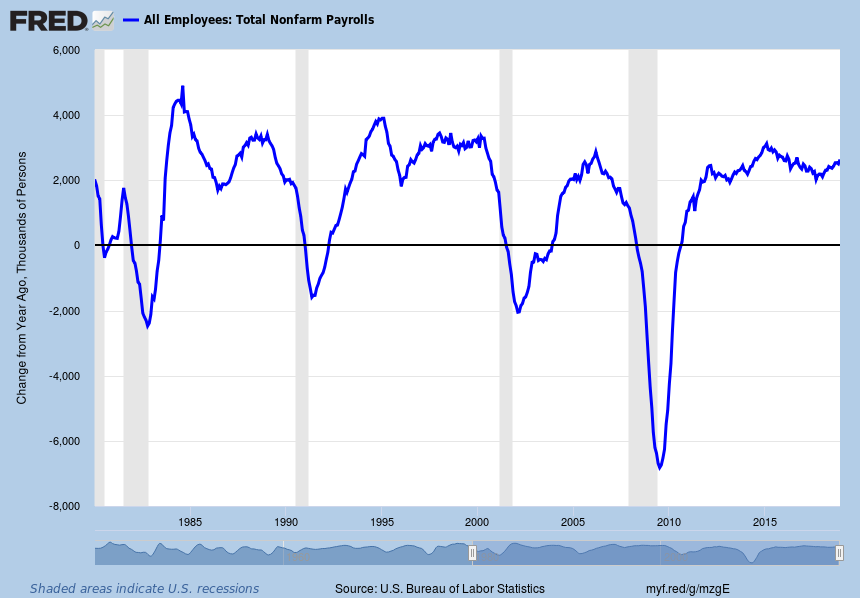 FRED
All Employees: Total Nonfarm Payrolls
Change from Year Ago, Thousands of Persons
6,000
4,000
2,000
0
-2,000
-4,000
-6,000
-8,000
1985 1990 1995 2000 2005 2010 2015
Shaded areas indicate U.S. recessions Source: U.S. Bureau of Labor Statistics myf.red/g/mzgE